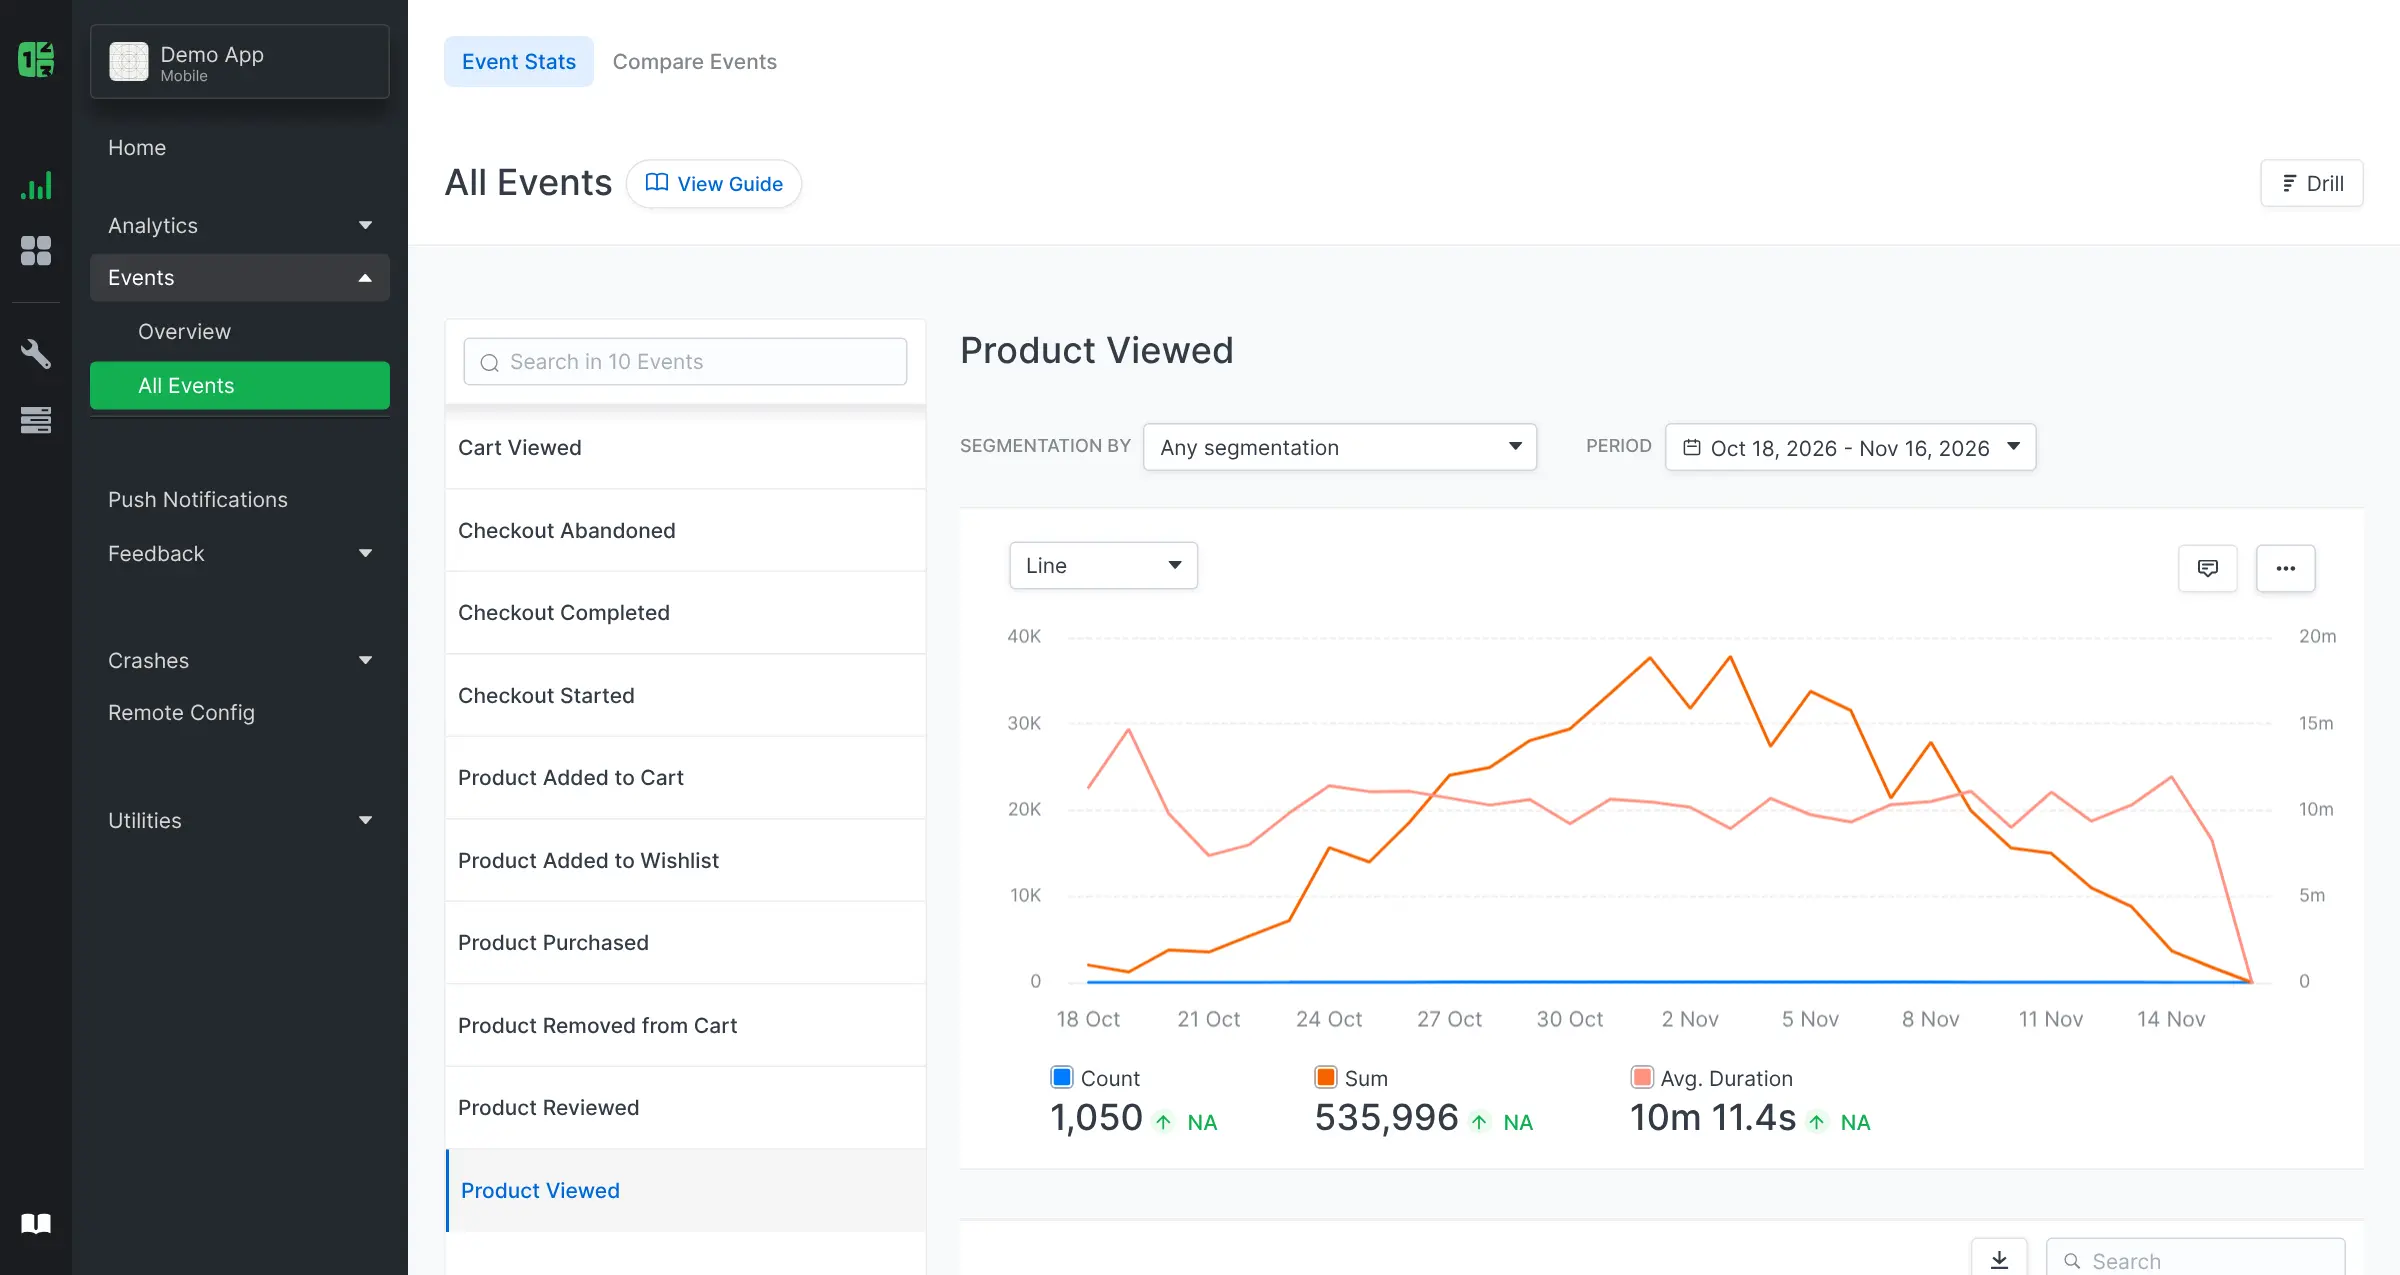 Demo App
Mobile
Home
Analytics
Events
Overview
All Events
Push Notifications
Feedback
Crashes
Remote Config
Utilities
Event Stats
Compare Events
All Events
View Guide
Drill
Search in 10 Events
Cart Viewed
Checkout Abandoned
Checkout Completed
Checkout Started
Product Added to Cart
Product Added to Wishlist
Product Purchased
Product Removed from Cart
Product Reviewed
Product Viewed
Product Viewed
SEGMENTATION BY
Any segmentation
PERIOD
Oct 18, 2026 - Nov 16, 2026
Line
40K
30K
20K
10K
0
20m
15m
10m
5m
0
18 Oct
21 Oct
24 Oct
27 Oct
30 Oct
2 Nov
5 Nov
8 Nov
11 Nov
14 Nov
Count
1,050 NA
Sum
535,996 NA
Avg. Duration
10m 11.4s NA
Search